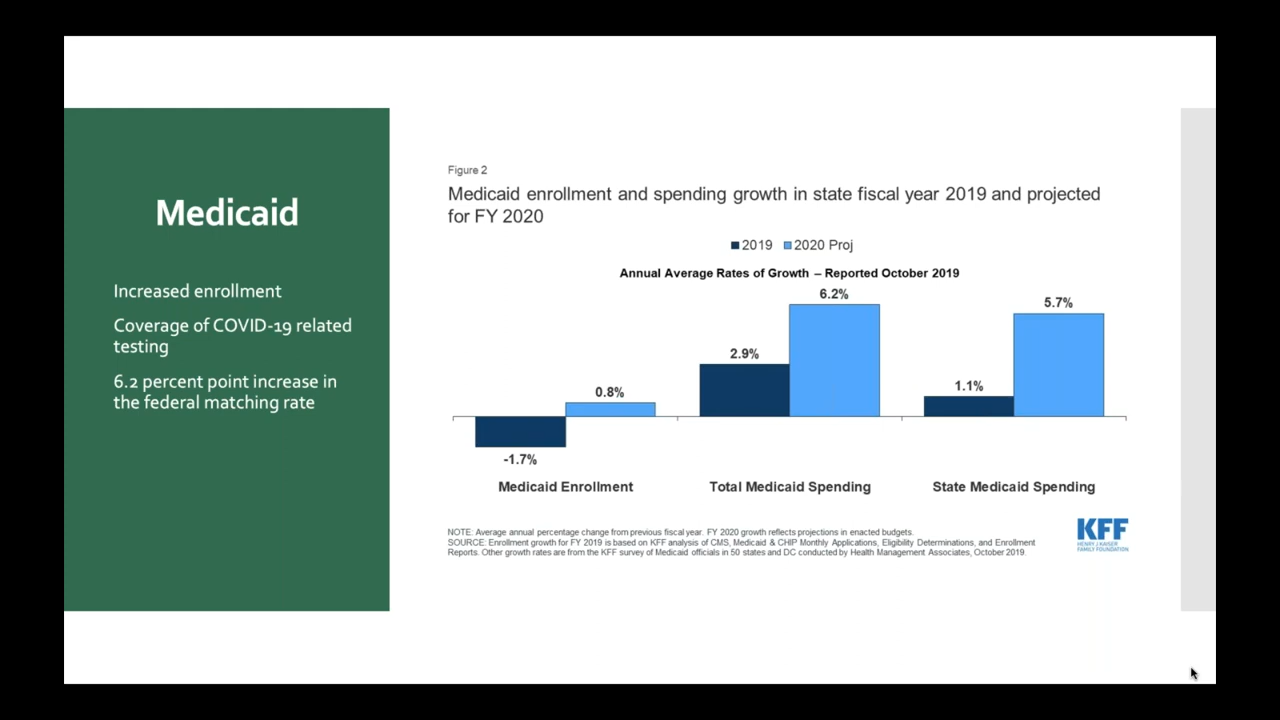 Medicaid
Increased enrollment
Coverage of COVID-19 related
testing
6.2 percent point increase in
the federal matching rate
Figure 2
Medicaid enrollment and spending growth in state fiscal year 2019 and projected
for FY 2020
2019 2020 Proj
Annual Average Rates of Growth – Reported October 2019
6.2%
5.7%
2.9%
1.1%
0.8%
-1.7%
Medicaid Enrollment Total Medicaid Spending State Medicaid Spending
NOTE: Average annual percentage change from previous fiscal year. FY 2020 growth reflects projections in enacted budgets.
SOURCE: Enrollment growth for FY 2019 is based on KFF analysis of CMS, Medicaid & CHIP Monthly Applications, Eligibility Determinations, and Enrollment
Reports. Other growth rates are from the KFF survey of Medicaid officials in 50 states and DC conducted by Health Management Associates, October 2019.
KFF
HENRY J KAISER
FAMILY FOUNDATION